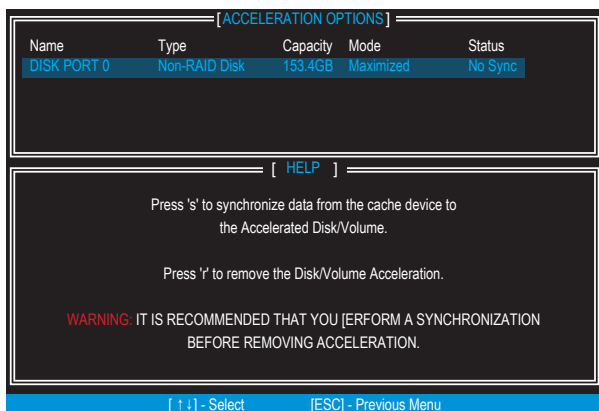 [ACCELERATION OPTIONS]
Name Type Capacity Mode Status
DISK PORT 0 Non-RAID Disk 153.4GB Maximized No Sync
[ HELP ]
Press 's' to synchronize data from the cache device to
the Accelerated Disk/Volume.
Press 'r' to remove the Disk/Volume Acceleration.
WARNING: IT IS RECOMMENDED THAT YOU [ERFORM A SYNCHRONIZATION
BEFORE REMOVING ACCELERATION.
[ ↑↓] - Select [ESC] - Previous Menu